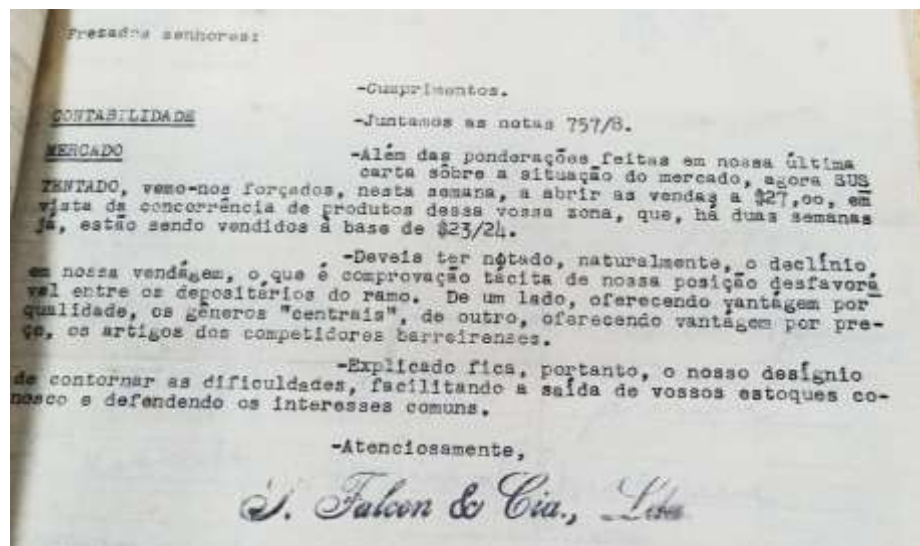 Prezados senhores:
-Cumprimentos.
CONTABILIDADE -Juntamos as notas 757/8.
MERCADO -Além das ponderações feitas em nossa última
carta sôbre a situação do mercado, agora SUS
TENTADO, vemo-nos forçados, nesta semana, a abrir as vendas a $27,oo, em
vista da concorrência de produtos dessa vossa zona, que, há duas semanas
já, estão sendo vendidos à base de $23/24.
-Deveis ter nótado, naturalmente, o declínio
em nossa vendágem, o que é comprovação tácita de nossa posição desfavorá
vel entre os depositários do ramo. De um lado, oferecendo vantágem por
qualidade, os gêneros "centrais", de outro, oferecendo vantágem por pre-
ço, os artigos dos competidores barreirenses.
-Explicado fica, portanto, o nosso desígnio
de contornar as dificuldades, facilitando a saída de vossos estoques co-
nosco e defendendo os interesses comuns.
-Atenciosamente,
Falcon & Cia., Ltda.